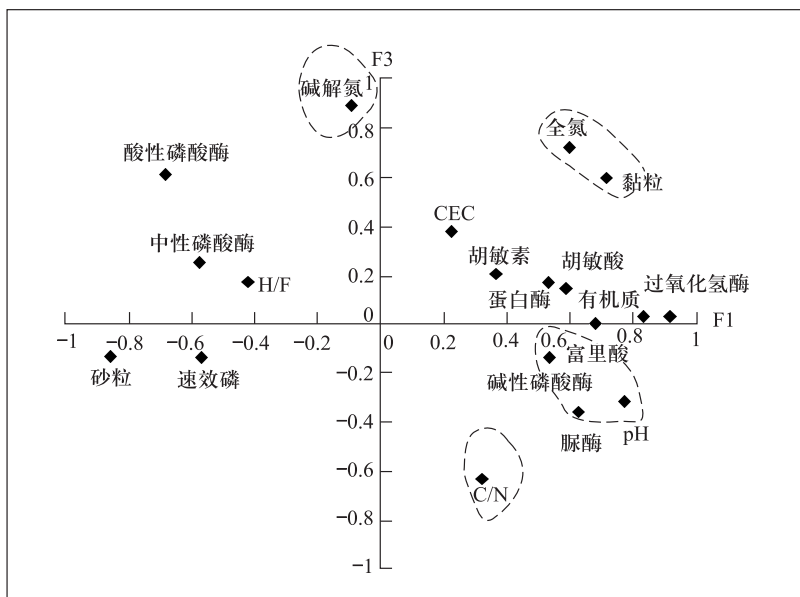 F3
碱解氮
1
全氮
0.8
酸性磷酸酶
0.6
黏粒
CEC
0.4
中性磷酸酶
胡敏素
胡敏酸
H/F
0.2
蛋白酶
有机质
过氧化氢酶
0
F1
−1
−0.8
−0.6
−0.4
−0.2
0
0.2
0.4
0.6
0.8
1
砂粒
速效磷
−0.2
富里酸
碱性磷酸酶
−0.4
脲酶
pH
−0.6
C/N
−0.8
−1